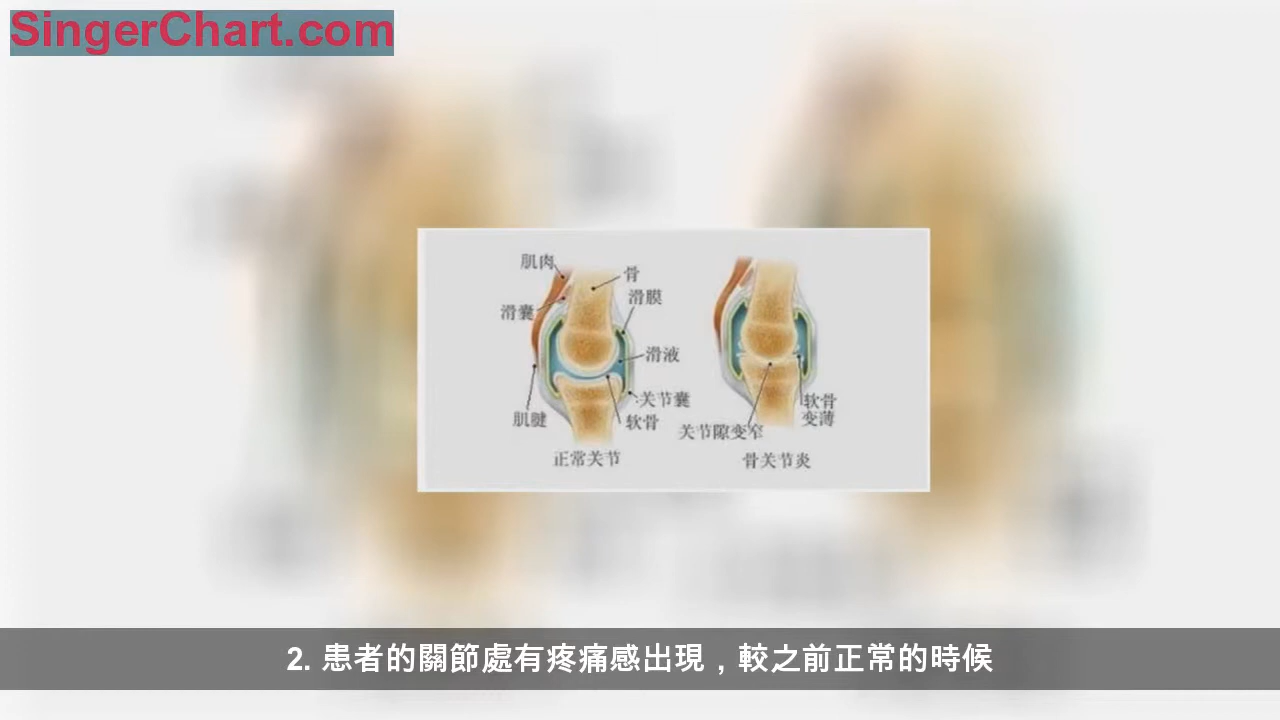 SingerChart.com
肌肉
骨
滑膜
滑囊
滑液
关节囊
软骨
肌腱
正常关节
软骨
变薄
关节隙变窄
骨关节炎
2. 患者的關節處有疼痛感出現，較之前正常的時候